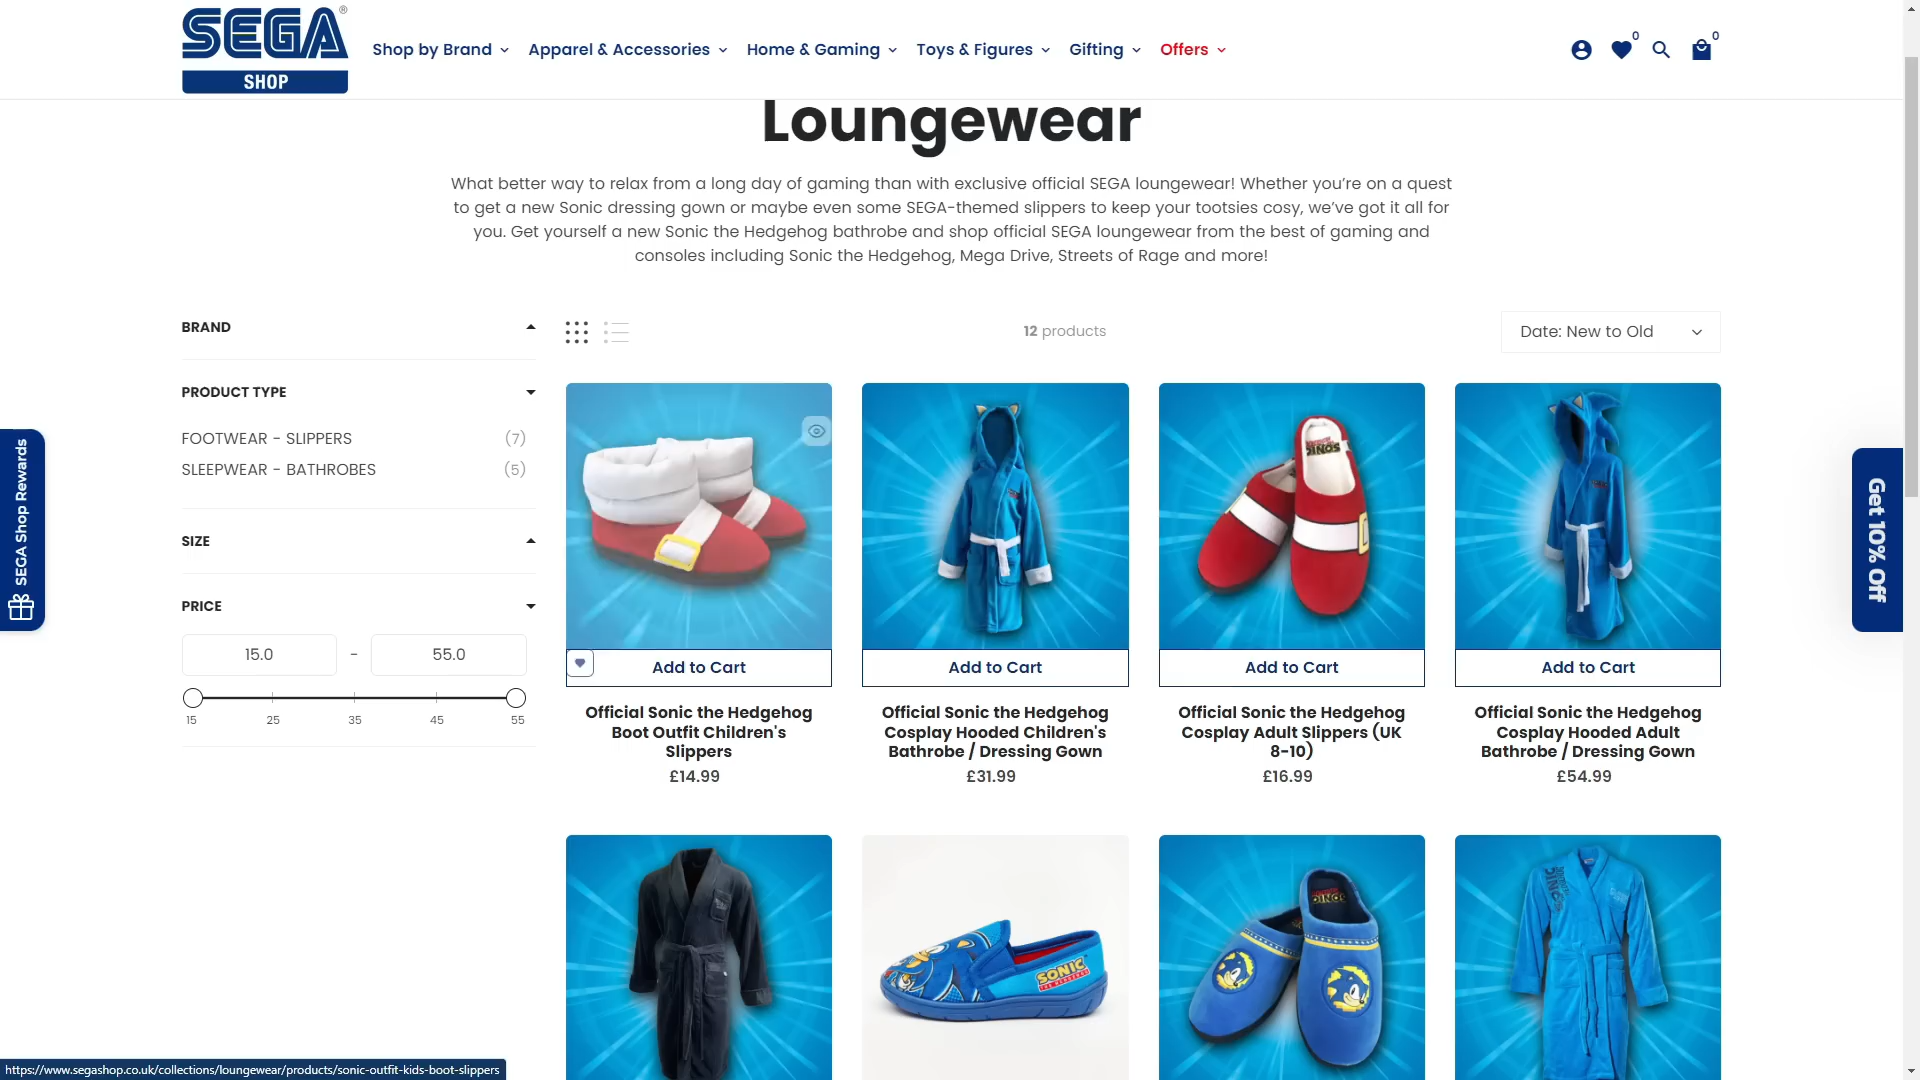 SEGA®
SHOP
Shop by Brand
Apparel & Accessories
Home & Gaming
Toys & Figures
Gifting
Offers
0
0
Loungewear
What better way to relax from a long day of gaming than with exclusive official SEGA loungewear! Whether you’re on a quest
to get a new Sonic dressing gown or maybe even some SEGA-themed slippers to keep your tootsies cosy, we’ve got it all for
you. Get yourself a new Sonic the Hedgehog bathrobe and shop official SEGA loungewear from the best of gaming and
consoles including Sonic the Hedgehog, Mega Drive, Streets of Rage and more!
BRAND
12 products
Date: New to Old
PRODUCT TYPE
FOOTWEAR - SLIPPERS (7)
SLEEPWEAR - BATHROBES (5)
SIZE
PRICE
15.0 - 55.0
15 25 35 45 55
SEGA Shop Rewards
Get 10% Off
Add to Cart
Official Sonic the Hedgehog
Boot Outfit Children's
Slippers
£14.99
Add to Cart
Official Sonic the Hedgehog
Cosplay Hooded Children's
Bathrobe / Dressing Gown
£31.99
SONIC
Add to Cart
Official Sonic the Hedgehog
Cosplay Adult Slippers (UK
8-10)
£16.99
Add to Cart
Official Sonic the Hedgehog
Cosplay Hooded Adult
Bathrobe / Dressing Gown
£54.99
SONIC
SONIC
SONIC
https://www.segashop.co.uk/collections/loungewear/products/sonic-outfit-kids-boot-slippers